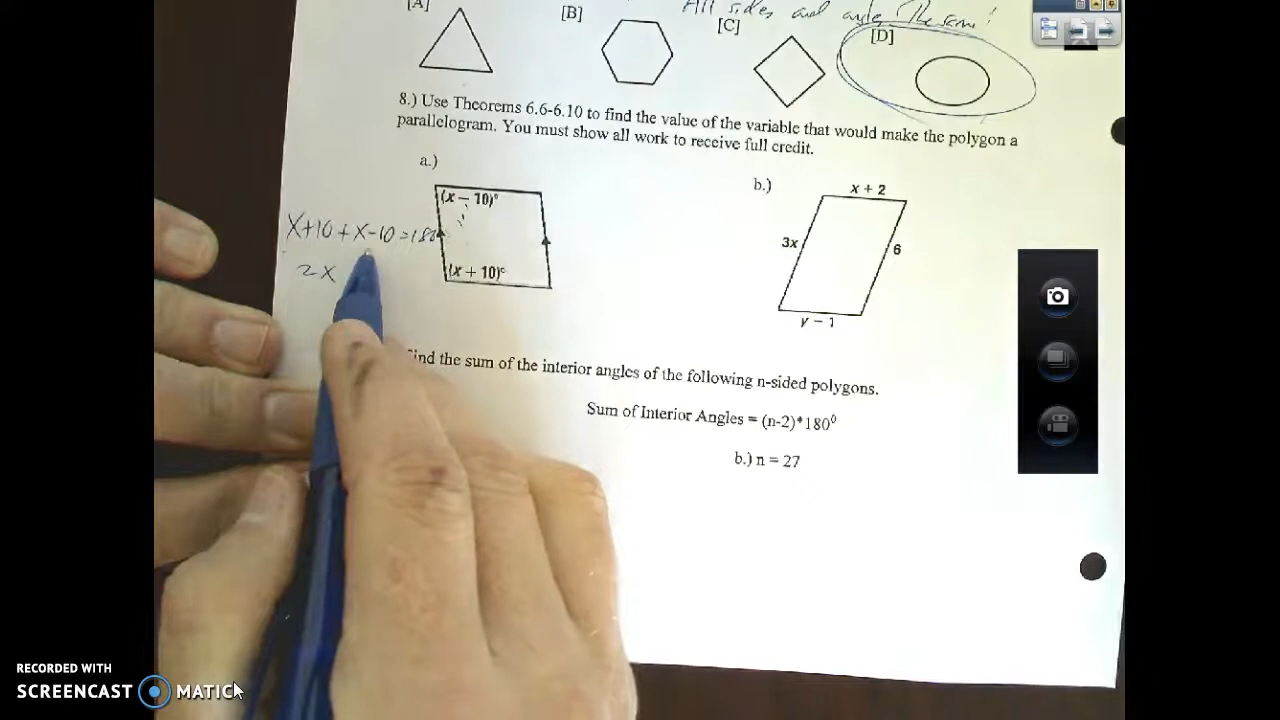 All sides and angles The same!
[A]
[B]
[C]
[D]
8.) Use Theorems 6.6-6.10 to find the value of the variable that would make the polygon a
parallelogram. You must show all work to receive full credit.
a.)
(x – 10)°
(x + 10)°
X+10 + x-10 = 180
2x
b.)
x + 2
3x
6
y – 1
find the sum of the interior angles of the following n-sided polygons.
Sum of Interior Angles = (n-2)*180⁰
b.) n = 27
RECORDED WITH
SCREENCAST MATIC